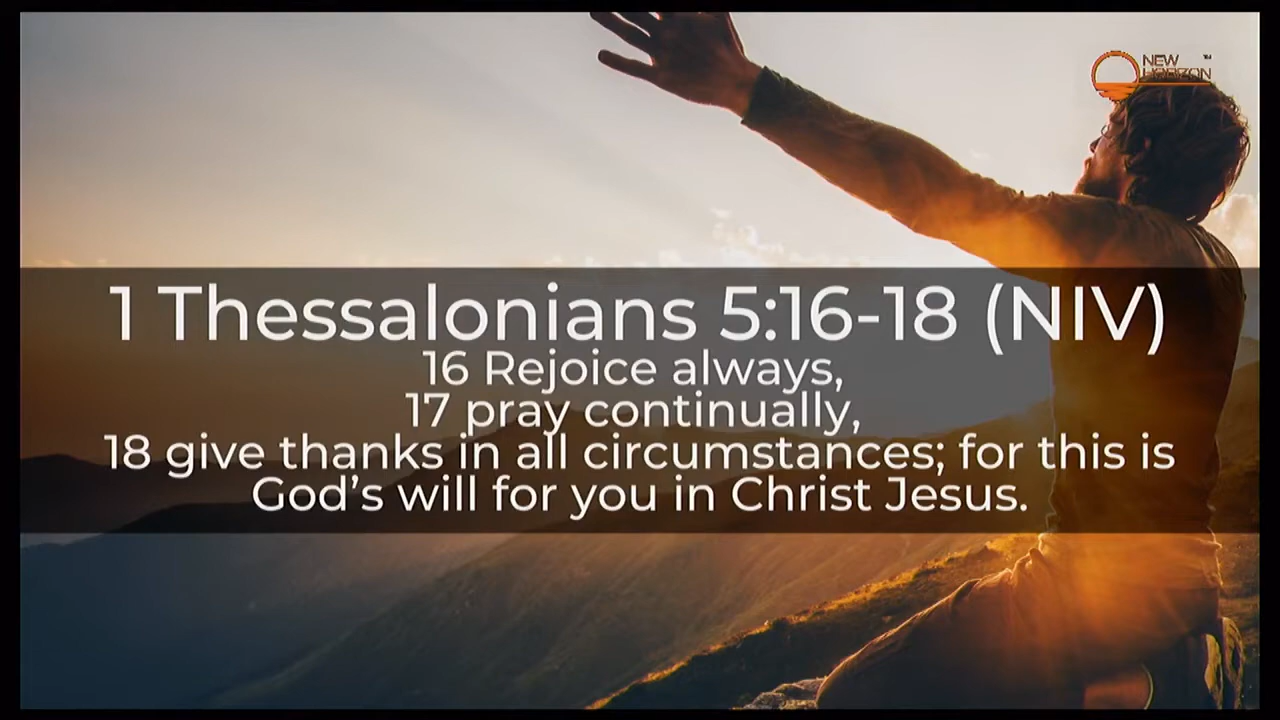 NEW ™
HORIZON
1 Thessalonians 5:16-18 (NIV)
16 Rejoice always,
17 pray continually,
18 give thanks in all circumstances; for this is
God’s will for you in Christ Jesus.